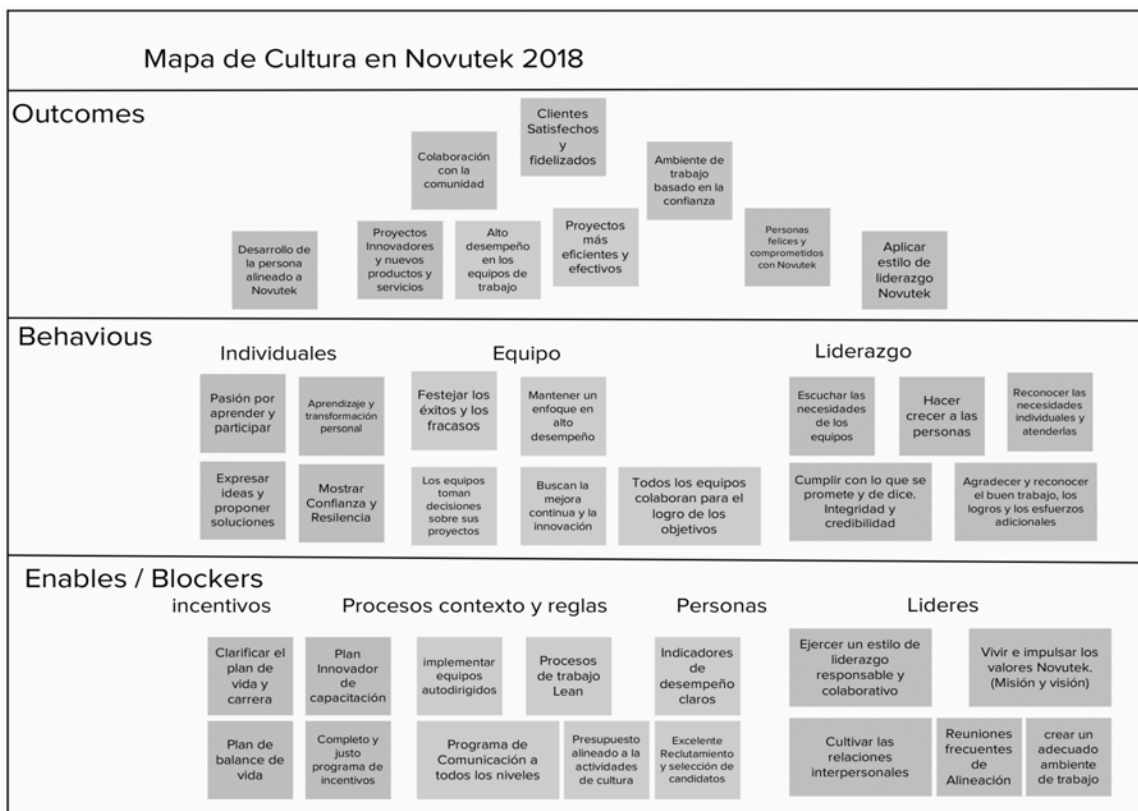 Mapa de Cultura en Novutek 2018
Outcomes
Clientes
Satisfechos
y
fidelizados
Colaboración
con la
comunidad
Ambiente de
trabajo
basado en la
confianza
Desarrollo de
la persona
alineado a
Novutek
Proyectos
Innovadores
y nuevos
productos y
servicios
Alto
desempeño
en los
equipos de
trabajo
Proyectos
más
eficientes y
efectivos
Personas
felices y
comprometidos
con Novutek
Aplicar
estilo de
liderazgo
Novutek
Behavious
Individuales
Equipo
Liderazgo
Pasión por
aprender y
participar
Aprendizaje y
transformación
personal
Festejar los
éxitos y los
fracasos
Mantener un
enfoque en
alto
desempeño
Escuchar las
necesidades
de los
equipos
Hacer
crecer a las
personas
Reconocer las
necesidades
individuales y
atenderlas
Expresar
ideas y
proponer
soluciones
Mostrar
Confianza y
Resilencia
Los equipos
toman
decisiones
sobre sus
proyectos
Buscan la
mejora
continua y la
innovación
Todos los equipos
colaboran para el
logro de los
objetivos
Cumplir con lo que se
promete y de dice.
Integridad y
credibilidad
Agradecer y reconocer
el buen trabajo, los
logros y los esfuerzos
adicionales
Enables / Blockers
incentivos
Procesos contexto y reglas
Personas
Lideres
Clarificar el
plan de
vida y
carrera
Plan
Innovador
de
capacitación
implementar
equipos
autodirigidos
Procesos
de trabajo
Lean
Indicadores
de
desempeño
claros
Ejercer un estilo de
liderazgo
responsable y
colaborativo
Vivir e impulsar los
valores Novutek.
(Misión y visión)
Plan de
balance de
vida
Completo y
justo
programa de
incentivos
Programa de
Comunicación a
todos los niveles
Presupuesto
alineado a la
actividades
de cultura
Excelente
Reclutamiento
y selección de
candidatos
Cultivar las
relaciones
interpersonales
Reuniones
frecuentes
de
Alineación
crear un
adecuado
ambiente
de trabajo